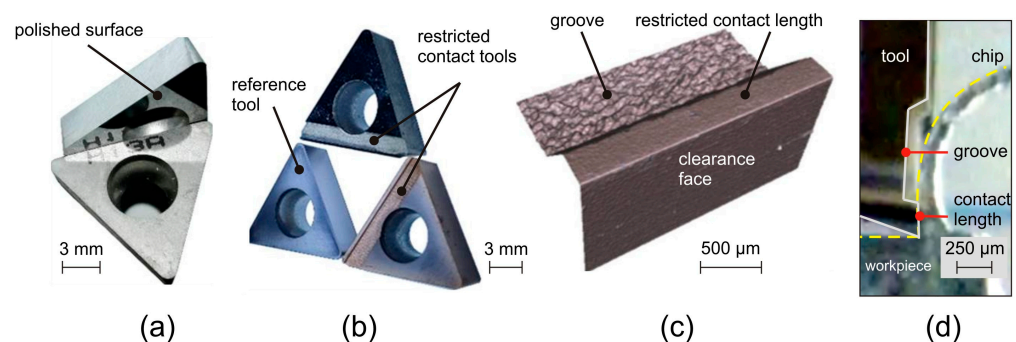 polished surface
3 mm
(a)
reference
tool
restricted
contact tools
3 mm
(b)
groove
restricted contact length
clearance
face
500 µm
(c)
tool
chip
groove
contact
length
workpiece
250 µm
(d)